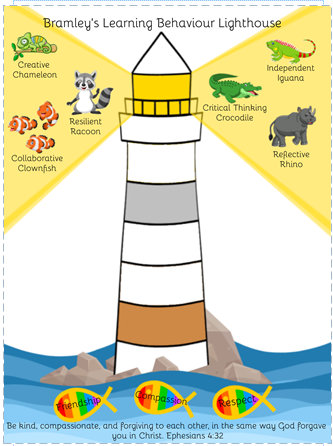 Bramley's Learning Behaviour Lighthouse
Creative
Chameleon
Independent
Iguana
Resilient
Racoon
Critical Thinking
Crocodile
Collaborative
Clownfish
Reflective
Rhino
Friendship
Compassion
Respect
Be kind, compassionate, and forgiving to each other, in the same way God forgave
you in Christ. Ephesians 4:32